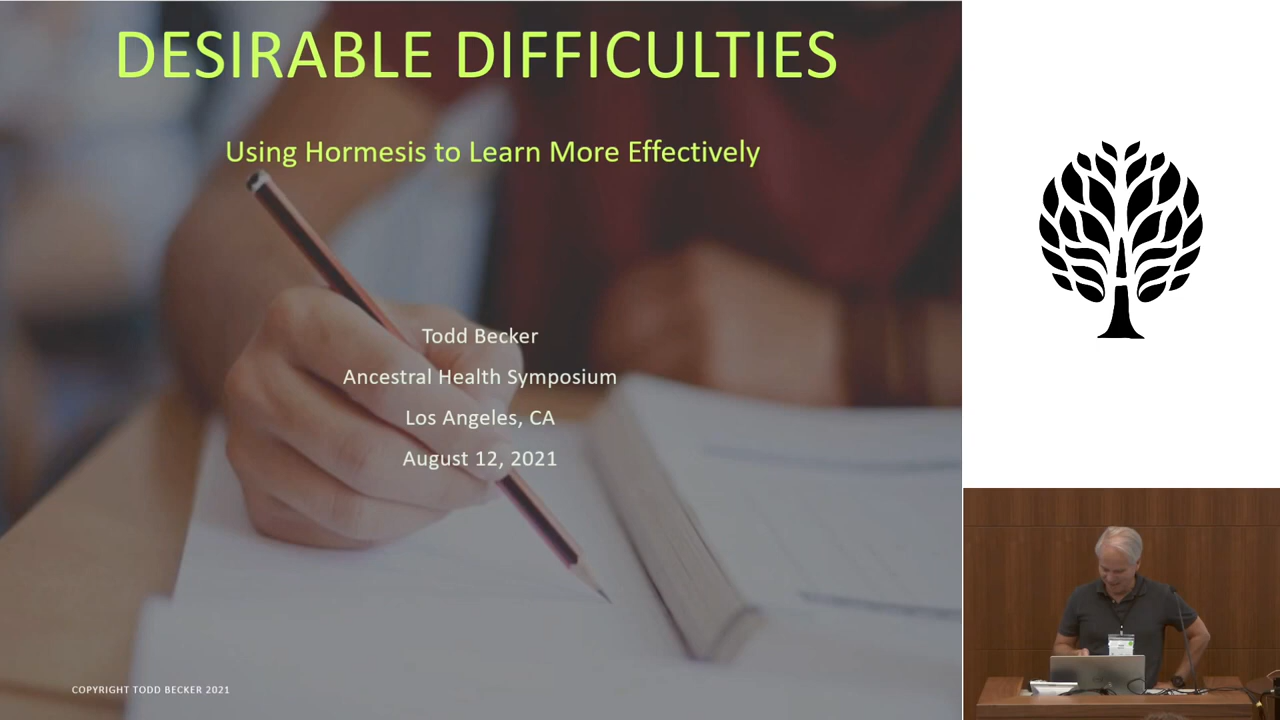 DESIRABLE DIFFICULTIES
Using Hormesis to Learn More Effectively
Todd Becker
Ancestral Health Symposium
Los Angeles, CA
August 12, 2021
COPYRIGHT TODD BECKER 2021